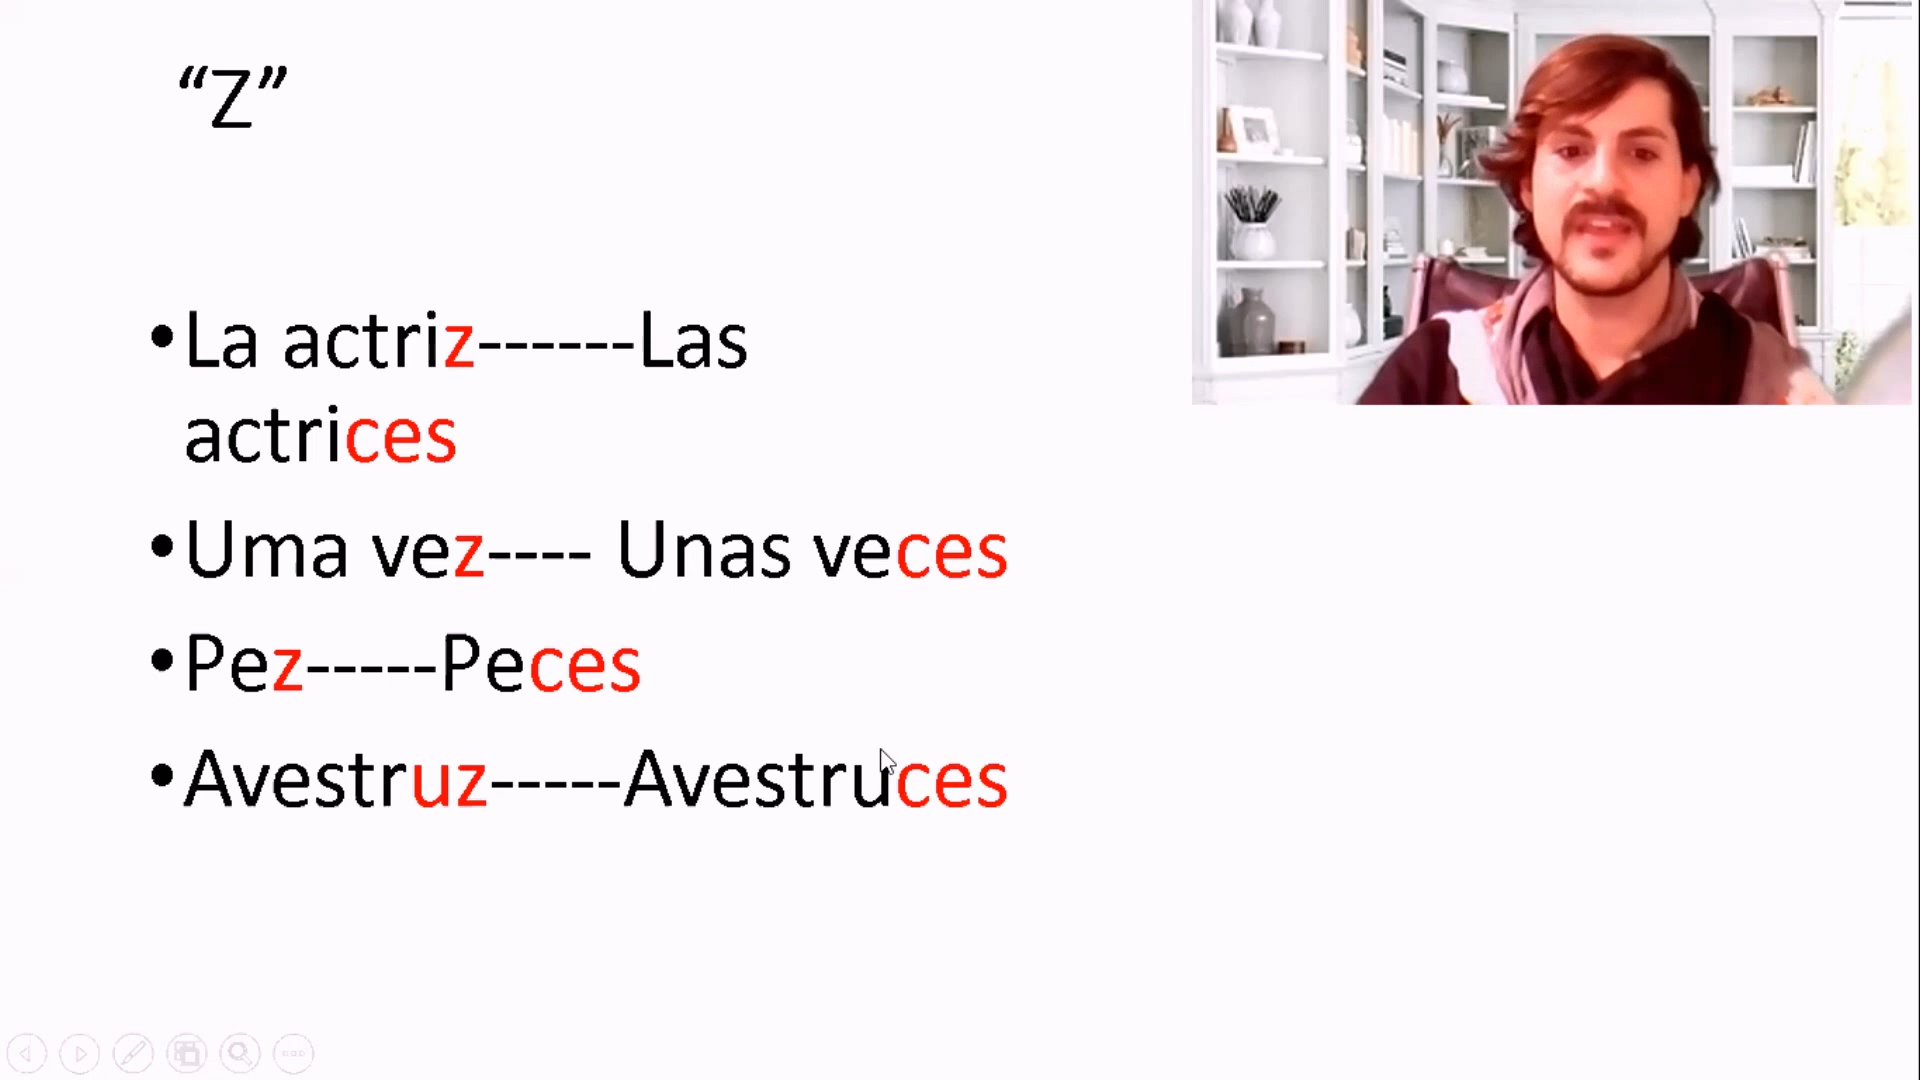 “Z”
•La actriz------Las
actrices
•Uma vez---- Unas veces
•Pez-----Peces
•Avestruz-----Avestruces